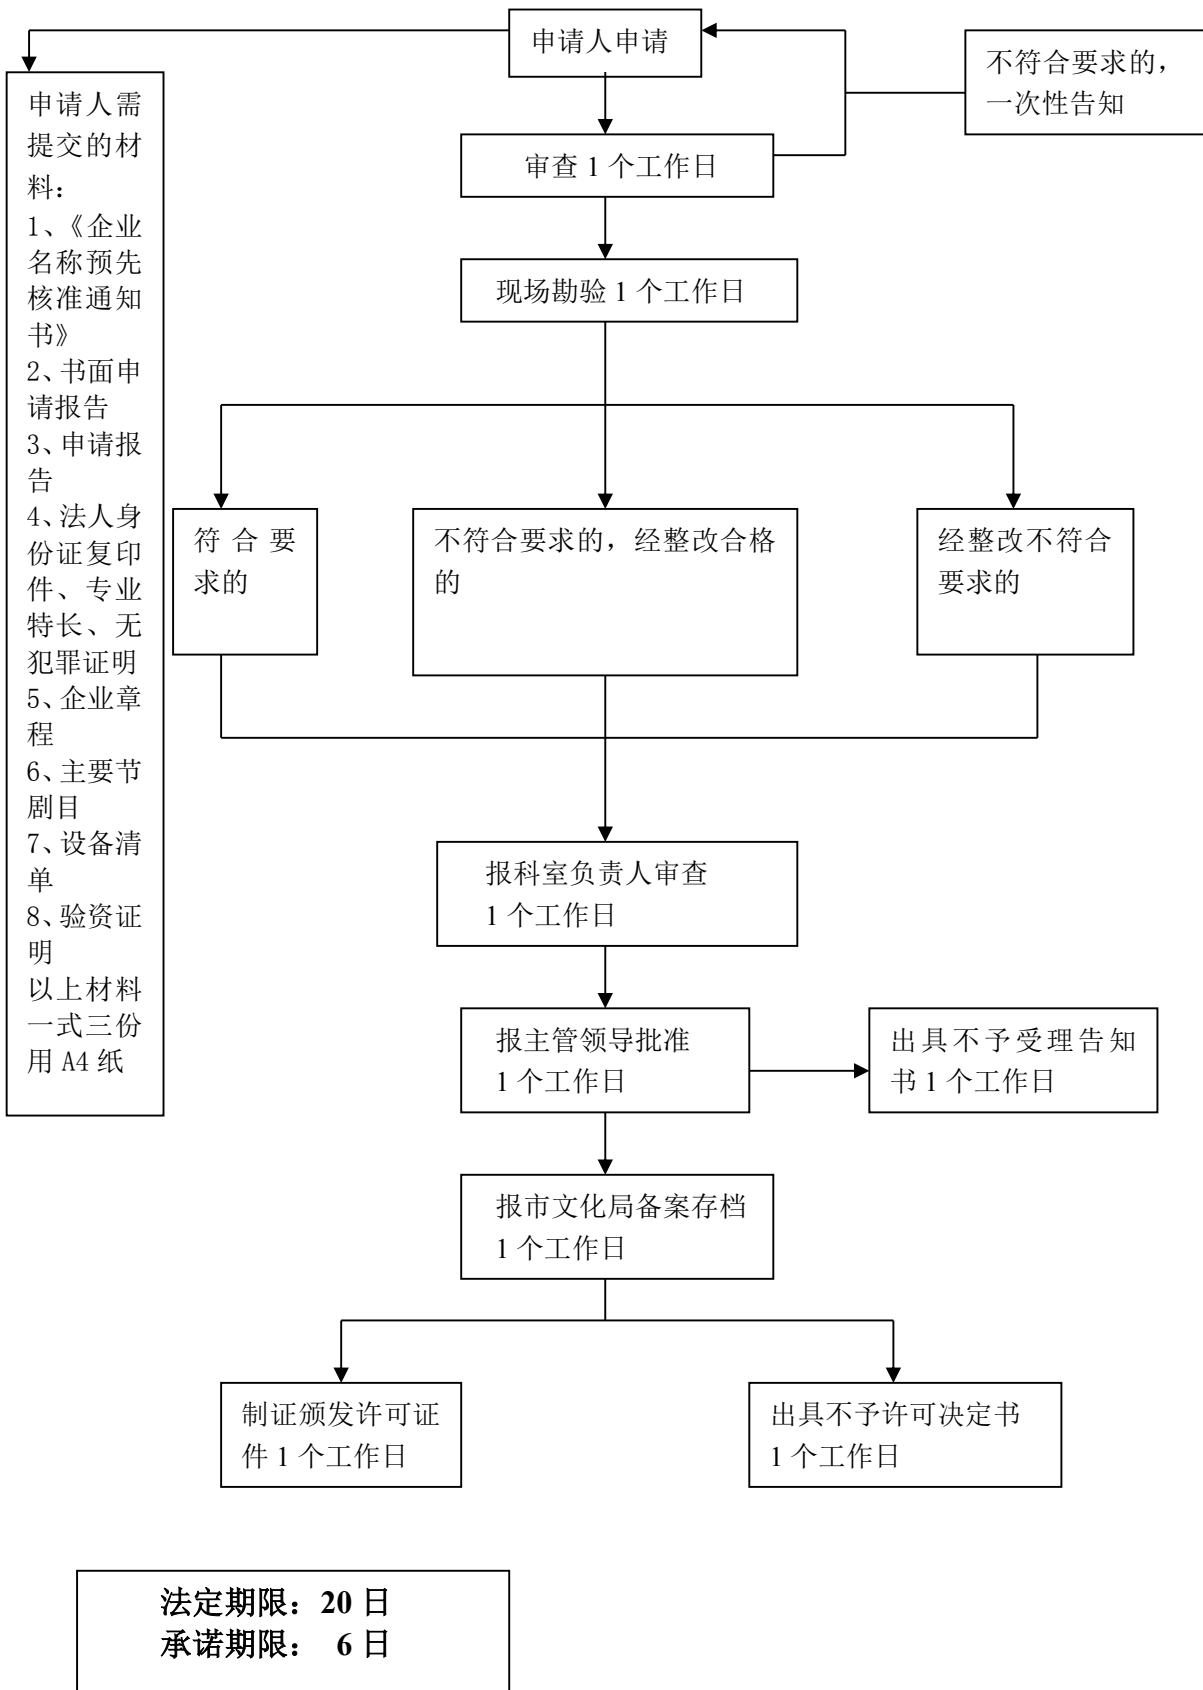 申请人申请
不符合要求的，
一次性告知
申请人需
提交的材
料：
1、《企业
名称预先
核准通知
书》
2、书面申
请报告
3、申请报
告
4、法人身
份证复印
件、专业
特长、无
犯罪证明
5、企业章
程
6、主要节
剧目
7、设备清
单
8、验资证
明
以上材料
一式三份
用 A4 纸
审查 1 个工作日
现场勘验 1 个工作日
符合要
求的
不符合要求的，经整改合格
的
经整改不符合
要求的
报科室负责人审查
1 个工作日
报主管领导批准
1 个工作日
出具不予受理告知
书 1 个工作日
报市文化局备案存档
1 个工作日
制证颁发许可证
件 1 个工作日
出具不予许可决定书
1 个工作日
法定期限：20 日
承诺期限： 6 日